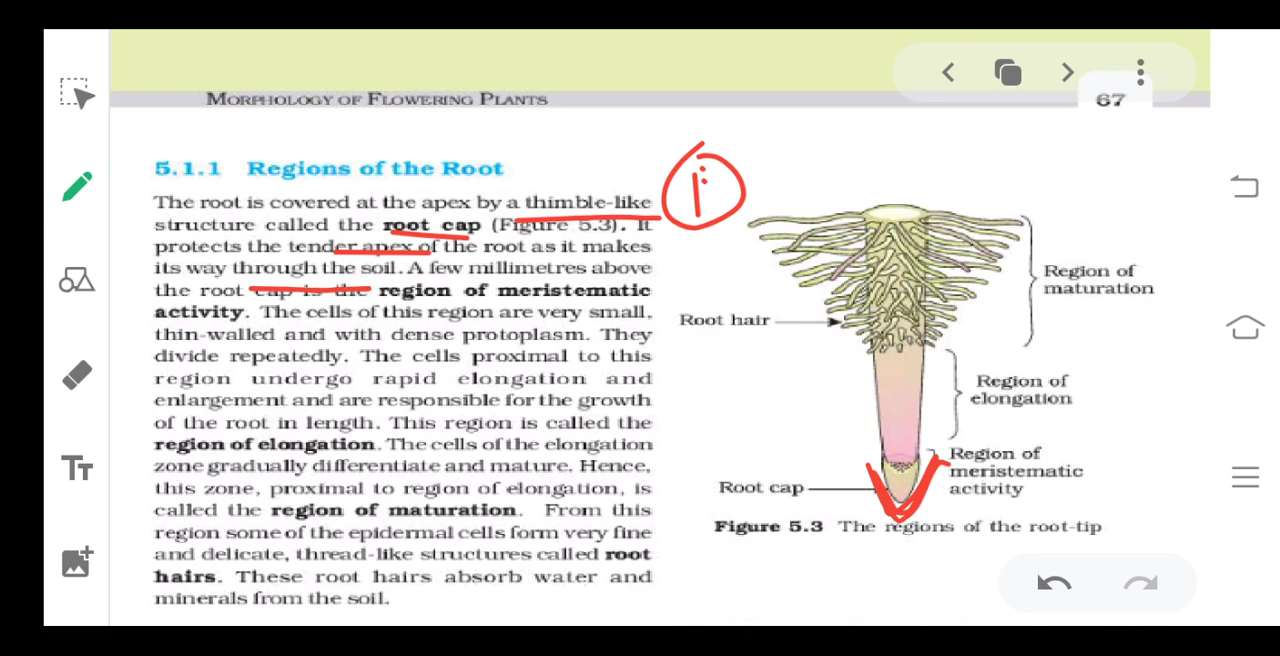 MORPHOLOGY OF FLOWERING PLANTS
67
5.1.1 Regions of the Root
The root is covered at the apex by a thimble-like
structure called the root cap (Figure 5.3). It
protects the tender apex of the root as it makes
its way through the soil. A few millimetres above
the root cap is the region of meristematic
activity. The cells of this region are very small,
thin-walled and with dense protoplasm. They
divide repeatedly. The cells proximal to this
region undergo rapid elongation and
enlargement and are responsible for the growth
of the root in length. This region is called the
region of elongation. The cells of the elongation
zone gradually differentiate and mature. Hence,
this zone, proximal to region of elongation, is
called the region of maturation. From this
region some of the epidermal cells form very fine
and delicate, thread-like structures called root
hairs. These root hairs absorb water and
minerals from the soil.
Region of
maturation
Root hair
Region of
elongation
Region of
meristematic
activity
Root cap
Figure 5.3 The regions of the root-tip
TT